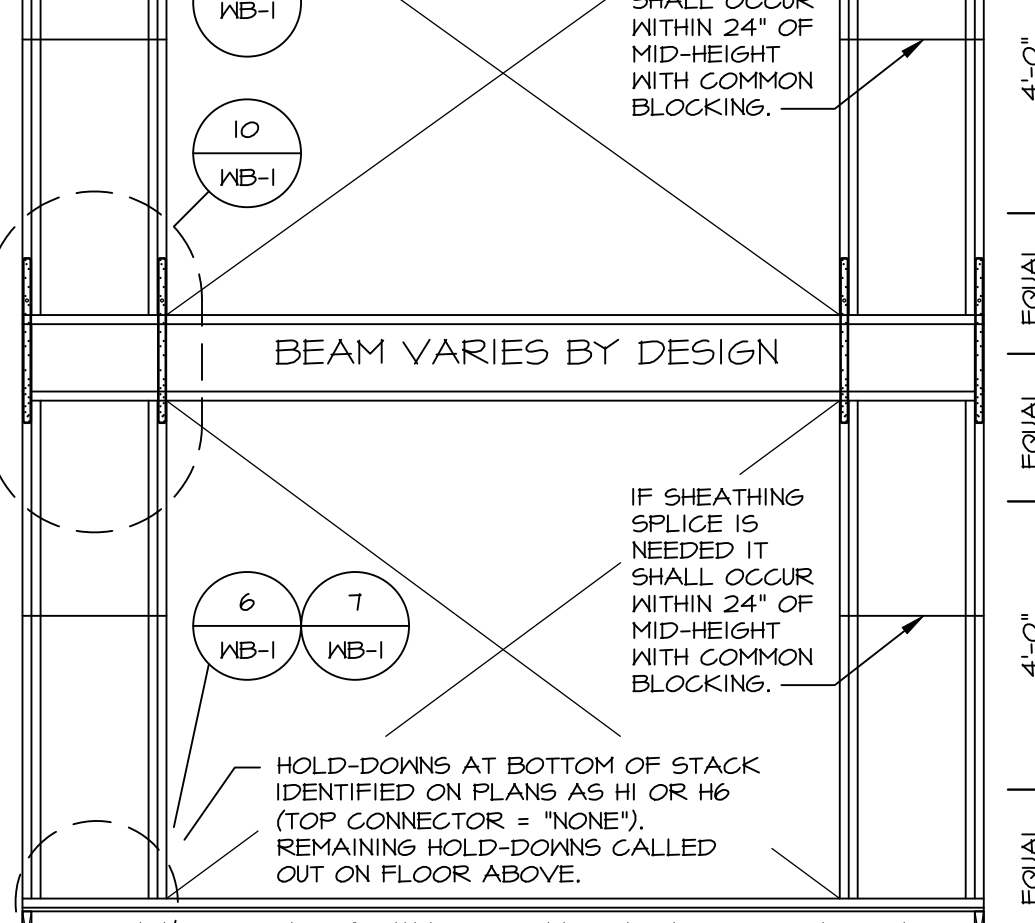 WB-1
SHALL OCCUR
WITHIN 24" OF
MID-HEIGHT
WITH COMMON
BLOCKING.
4'-0"
10
WB-1
EQUAL
BEAM VARIES BY DESIGN
EQUAL
IF SHEATHING
SPLICE IS
NEEDED IT
SHALL OCCUR
WITHIN 24" OF
MID-HEIGHT
WITH COMMON
BLOCKING.
6
WB-1
7
WB-1
4'-0"
HOLD-DOWNS AT BOTTOM OF STACK
IDENTIFIED ON PLANS AS H1 OR H6
(TOP CONNECTOR = "NONE").
REMAINING HOLD-DOWNS CALLED
OUT ON FLOOR ABOVE.
EQUAL